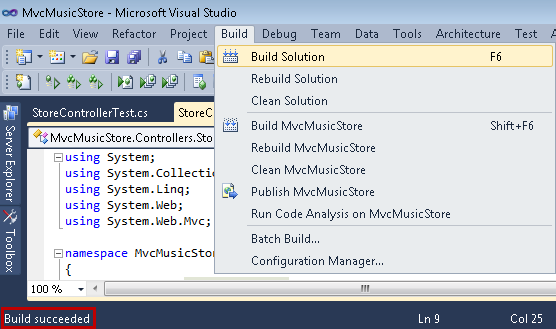 MvcMusicStore - Microsoft Visual Studio
File Edit View Refactor Project Build Debug Team Data Tools Architecture Test
Build Solution F6
Rebuild Solution
Clean Solution
Build MvcMusicStore Shift+F6
Rebuild MvcMusicStore
Clean MvcMusicStore
Publish MvcMusicStore
Run Code Analysis on MvcMusicStore
Batch Build...
Configuration Manager...
Server Explorer
Toolbox
StoreControllerTest.cs StoreC
MvcMusicStore.Controllers.Sto
using System;
using System.Collection
using System.Linq;
using System.Web;
using System.Web.Mvc;
namespace MvcMusicStor
{
100 %
Build succeeded Ln 9 Col 25